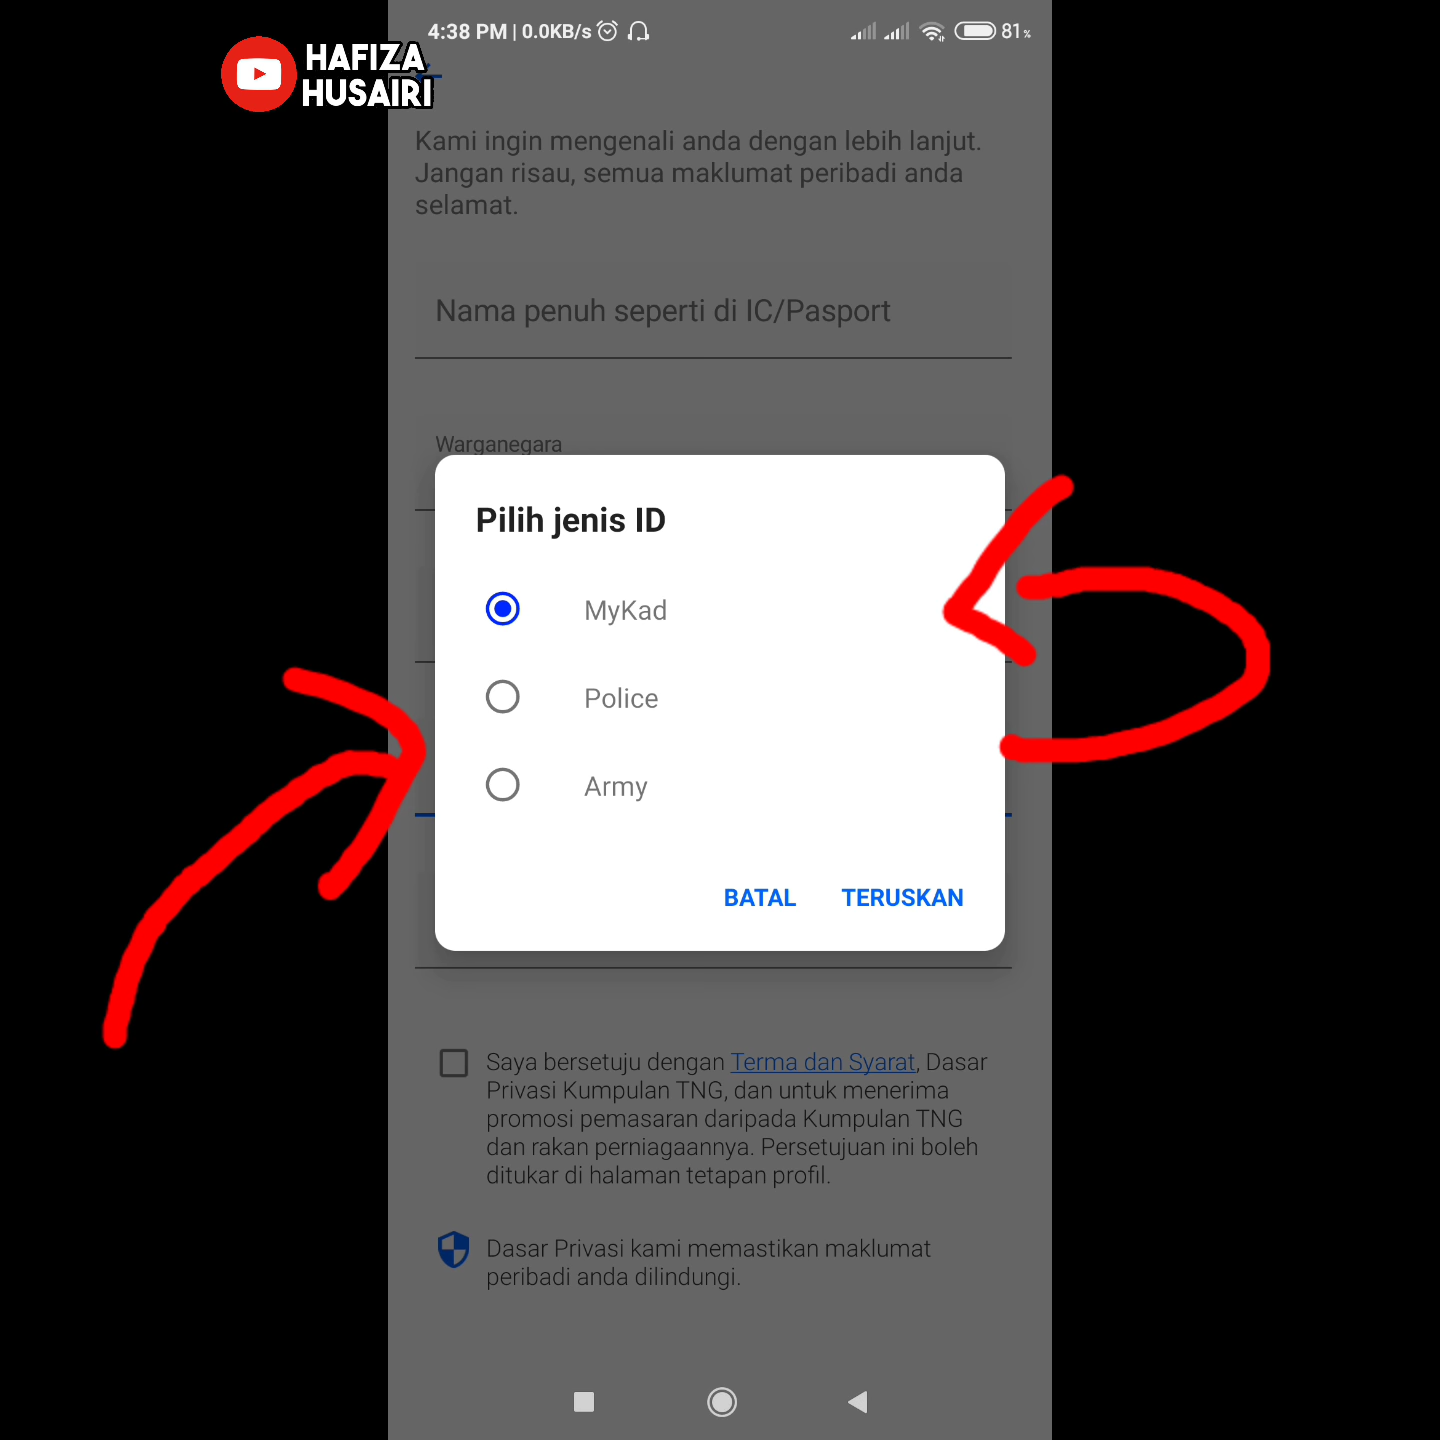 4:38 PM | 0.0KB/s
81%
HAFIZA
HUSAIRI
Kami ingin mengenali anda dengan lebih lanjut.
Jangan risau, semua maklumat peribadi anda
selamat.
Nama penuh seperti di IC/Pasport
Warganegara
Pilih jenis ID
MyKad
Police
Army
BATAL TERUSKAN
Saya bersetuju dengan Terma dan Syarat, Dasar
Privasi Kumpulan TNG, dan untuk menerima
promosi pemasaran daripada Kumpulan TNG
dan rakan perniagaannya. Persetujuan ini boleh
ditukar di halaman tetapan profil.
Dasar Privasi kami memastikan maklumat
peribadi anda dilindungi.